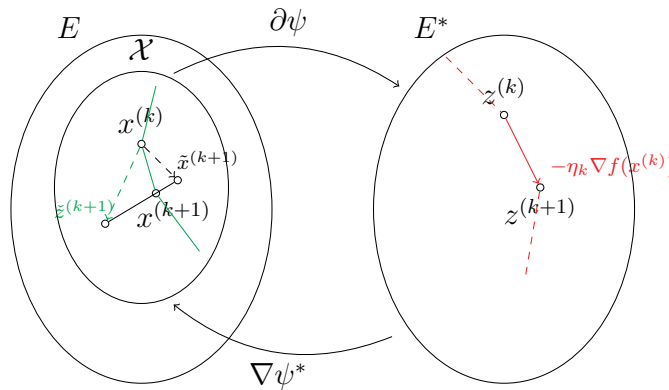 E
∂ψ
E*
𝒳
x^(k)
x̃^(k+1)
z̃^(k+1)
x^(k+1)
z^(k)
−η_k∇f(x^(k))
z^(k+1)
∇ψ*